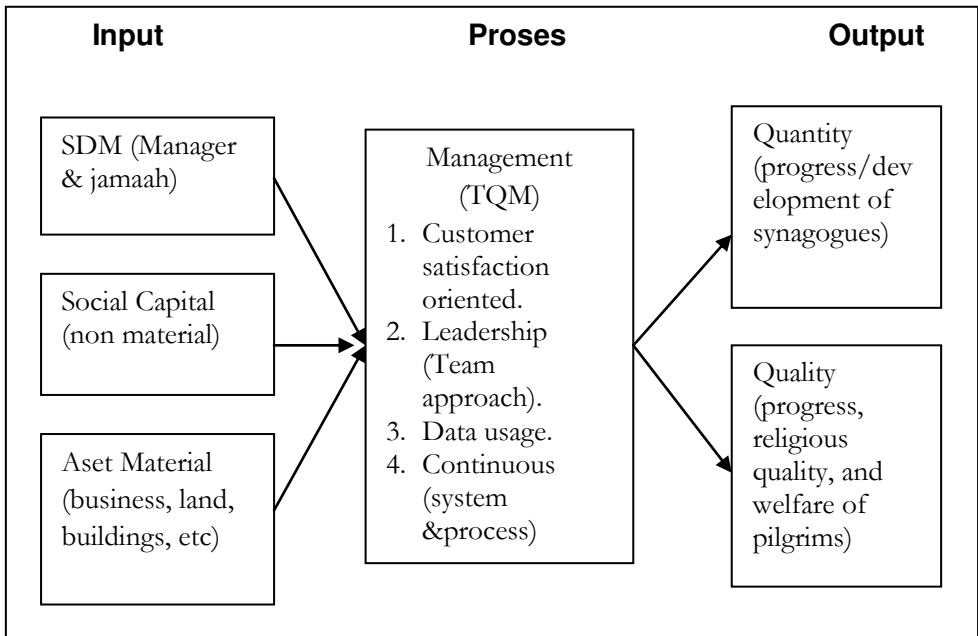 Input
Proses
Output
SDM (Manager
& jamaah)
Social Capital
(non material)
Aset Material
(business, land,
buildings, etc)
Management
(TQM)
1. Customer
satisfaction
oriented.
2. Leadership
(Team
approach).
3. Data usage.
4. Continuous
(system
&process)
Quantity
(progress/dev
elopment of
synagogues)
Quality
(progress,
religious
quality, and
welfare of
pilgrims)